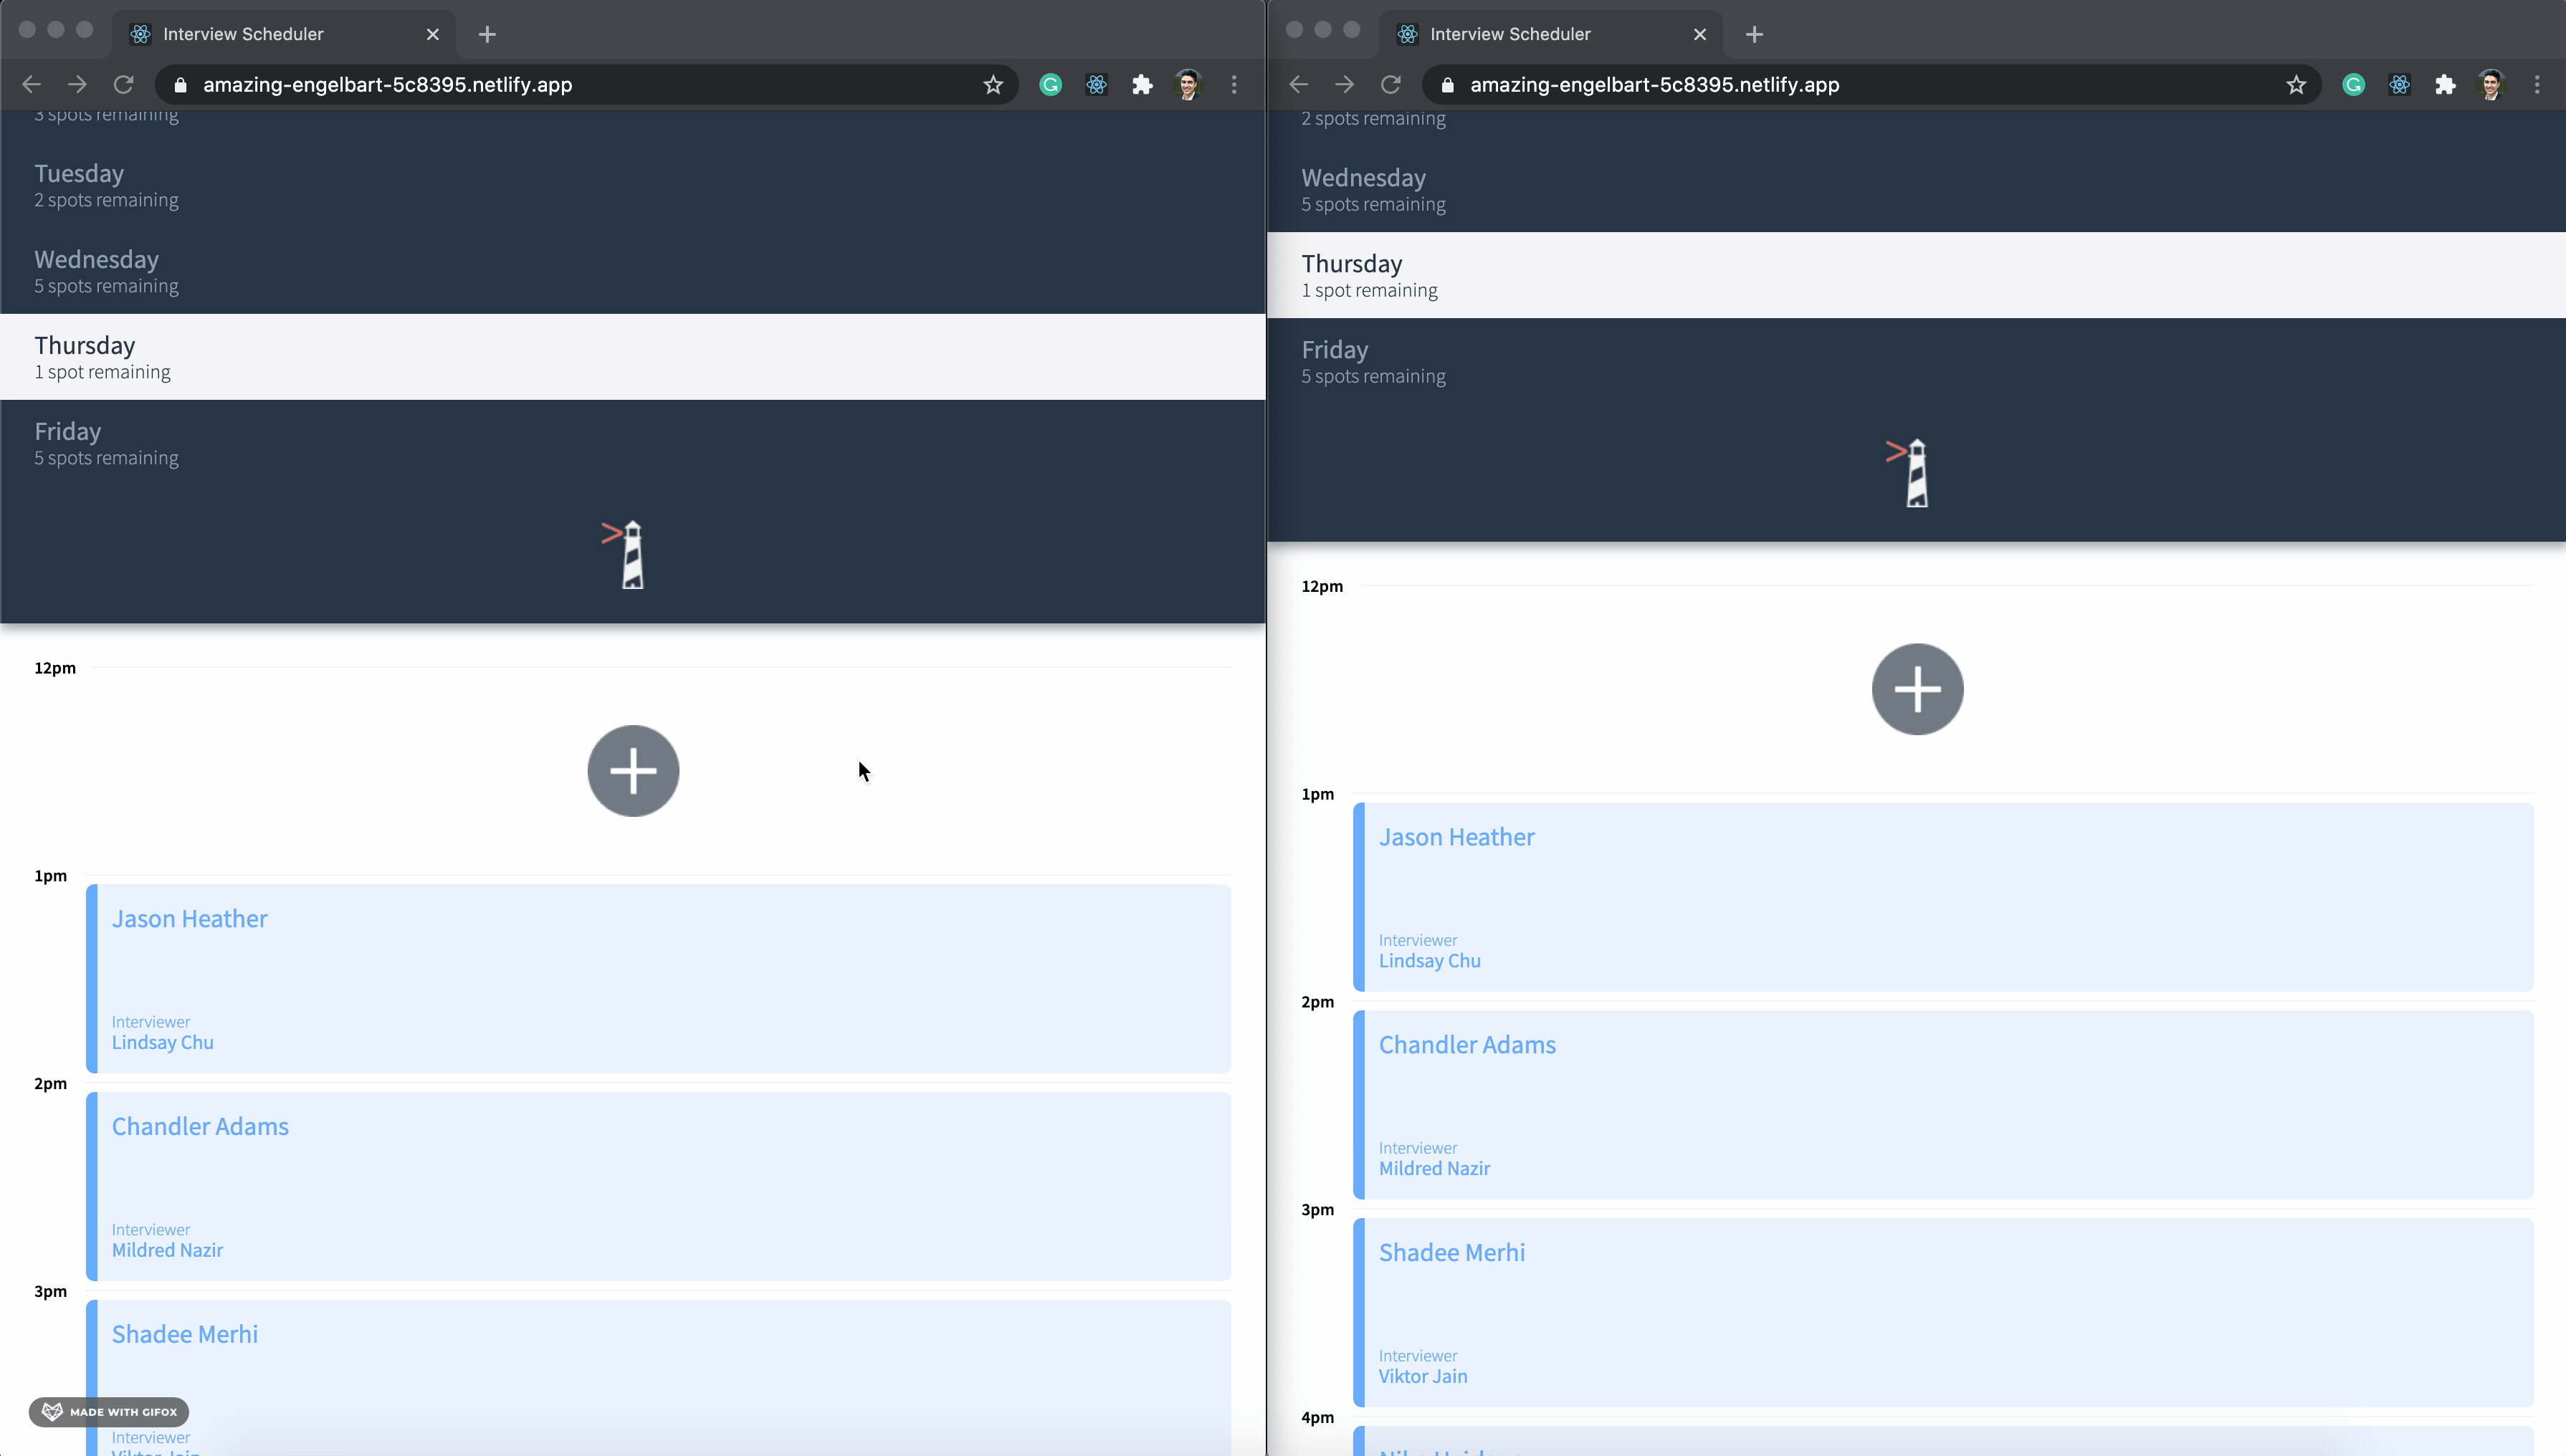 Interview Scheduler
amazing-engelbart-5c8395.netlify.app
3 spots remaining
Tuesday
2 spots remaining
Wednesday
5 spots remaining
Thursday
1 spot remaining
Friday
5 spots remaining
12pm
1pm
Jason Heather
Interviewer
Lindsay Chu
2pm
Chandler Adams
Interviewer
Mildred Nazir
3pm
Shadee Merhi
MADE WITH GIFOX
Interviewer
Viktor Jain
Interview Scheduler
amazing-engelbart-5c8395.netlify.app
2 spots remaining
Wednesday
5 spots remaining
Thursday
1 spot remaining
Friday
5 spots remaining
12pm
1pm
Jason Heather
Interviewer
Lindsay Chu
2pm
Chandler Adams
Interviewer
Mildred Nazir
3pm
Shadee Merhi
Interviewer
Viktor Jain
4pm